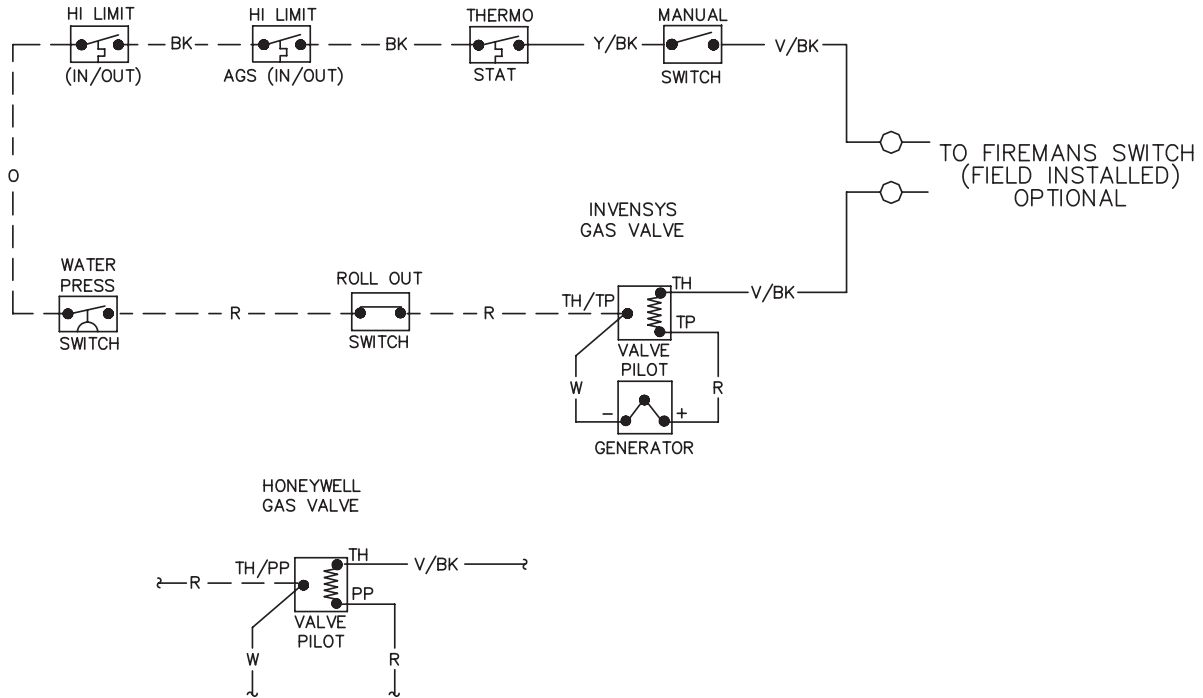 HI LIMIT
(IN/OUT)
BK
HI LIMIT
AGS (IN/OUT)
BK
THERMO
STAT
Y/BK
MANUAL
SWITCH
V/BK
TO FIREMANS SWITCH
(FIELD INSTALLED)
OPTIONAL
O
WATER
PRESS
SWITCH
R
ROLL OUT
SWITCH
R
INVENSYS
GAS VALVE
TH/TP
TH
V/BK
TP
VALVE
PILOT
W
R
- +
GENERATOR
HONEYWELL
GAS VALVE
R
TH/PP
TH
V/BK
PP
VALVE
PILOT
W
R